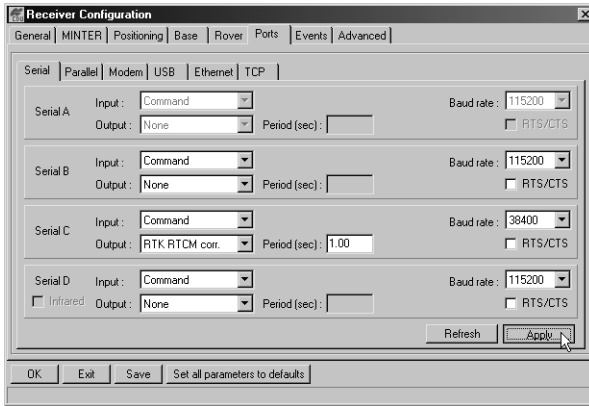 Receiver Configuration
General MINTER Positioning Base Rover Ports Events Advanced
Serial Parallel Modem USB Ethernet TCP
Serial A Input : Command Baud rate : 115200
Output : None Period (sec) : RTS/CTS
Serial B Input : Command Baud rate : 115200
Output : None Period (sec) : RTS/CTS
Serial C Input : Command Baud rate : 38400
Output : RTK RTCM corr. Period (sec) : 1.00 RTS/CTS
Serial D Input : Command Baud rate : 115200
Infrared Output : None Period (sec) : RTS/CTS
Refresh Apply
OK Exit Save Set all parameters to defaults